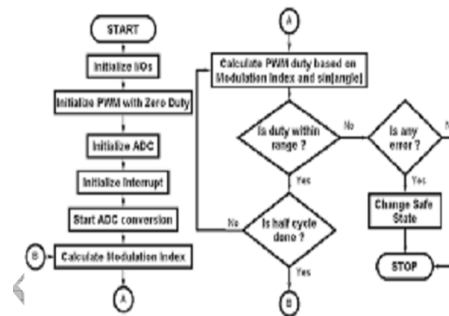 START
Initialize I/Os
Initialize PWM with Zero Duty
Initialize ADC
Initialize Interrupt
Start ADC conversion
B
Calculate Modulation Index
A
A
Calculate PWM duty based on
Modulation Index and sin(angle)
Is duty within
range ?
No
Yes
Is half cycle
done ?
No
Yes
B
Is any
error ?
Yes
Change Safe
State
STOP